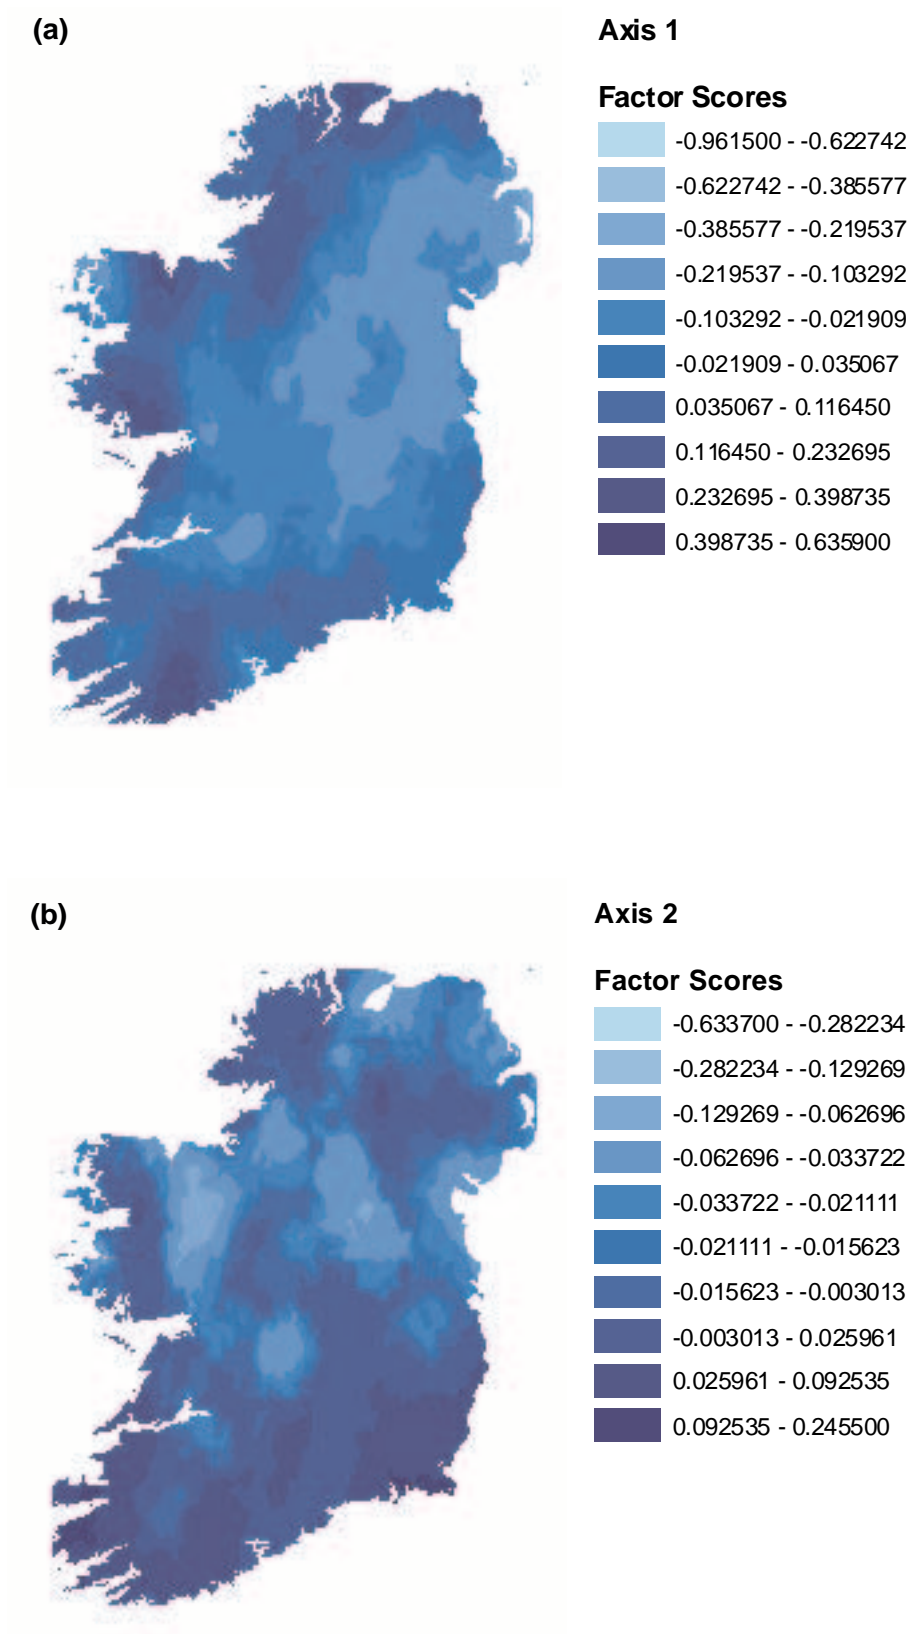 (a)
Axis 1
Factor Scores
-0.961500 - -0.622742
-0.622742 - -0.385577
-0.385577 - -0.219537
-0.219537 - -0.103292
-0.103292 - -0.021909
-0.021909 - 0.035067
0.035067 - 0.116450
0.116450 - 0.232695
0.232695 - 0.398735
0.398735 - 0.635900
(b)
Axis 2
Factor Scores
-0.633700 - -0.282234
-0.282234 - -0.129269
-0.129269 - -0.062696
-0.062696 - -0.033722
-0.033722 - -0.021111
-0.021111 - -0.015623
-0.015623 - -0.003013
-0.003013 - 0.025961
0.025961 - 0.092535
0.092535 - 0.245500